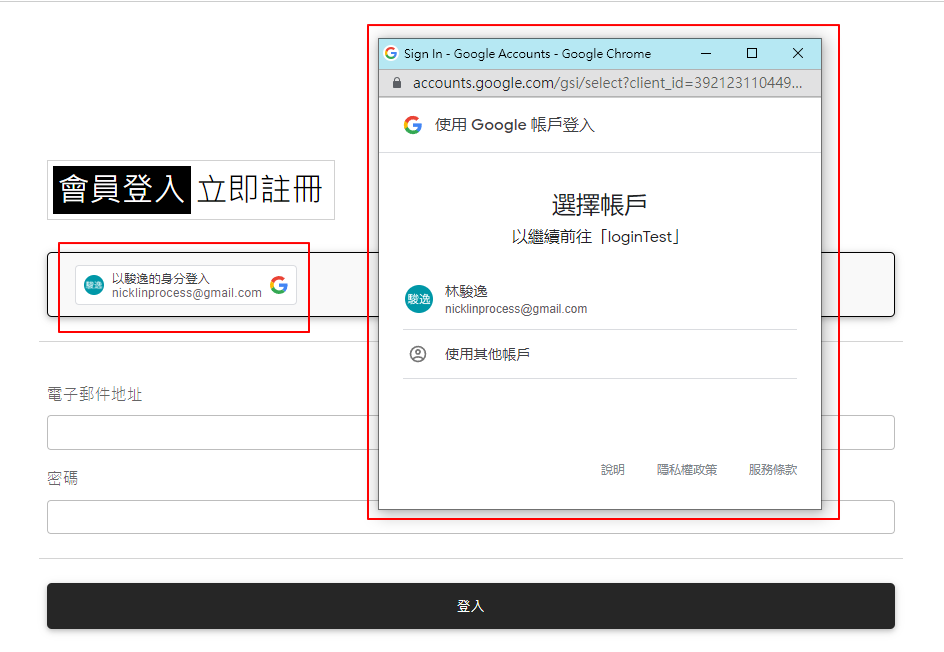 會員登入 立即註冊
駿逸
以駿逸的身分登入
nicklinprocess@gmail.com
電子郵件地址
密碼
登入
Sign In - Google Accounts - Google Chrome
accounts.google.com/gsi/select?client_id=392123110449...
使用 Google 帳戶登入
選擇帳戶
以繼續前往「loginTest」
駿逸
林駿逸
nicklinprocess@gmail.com
使用其他帳戶
說明 隱私權政策 服務條款